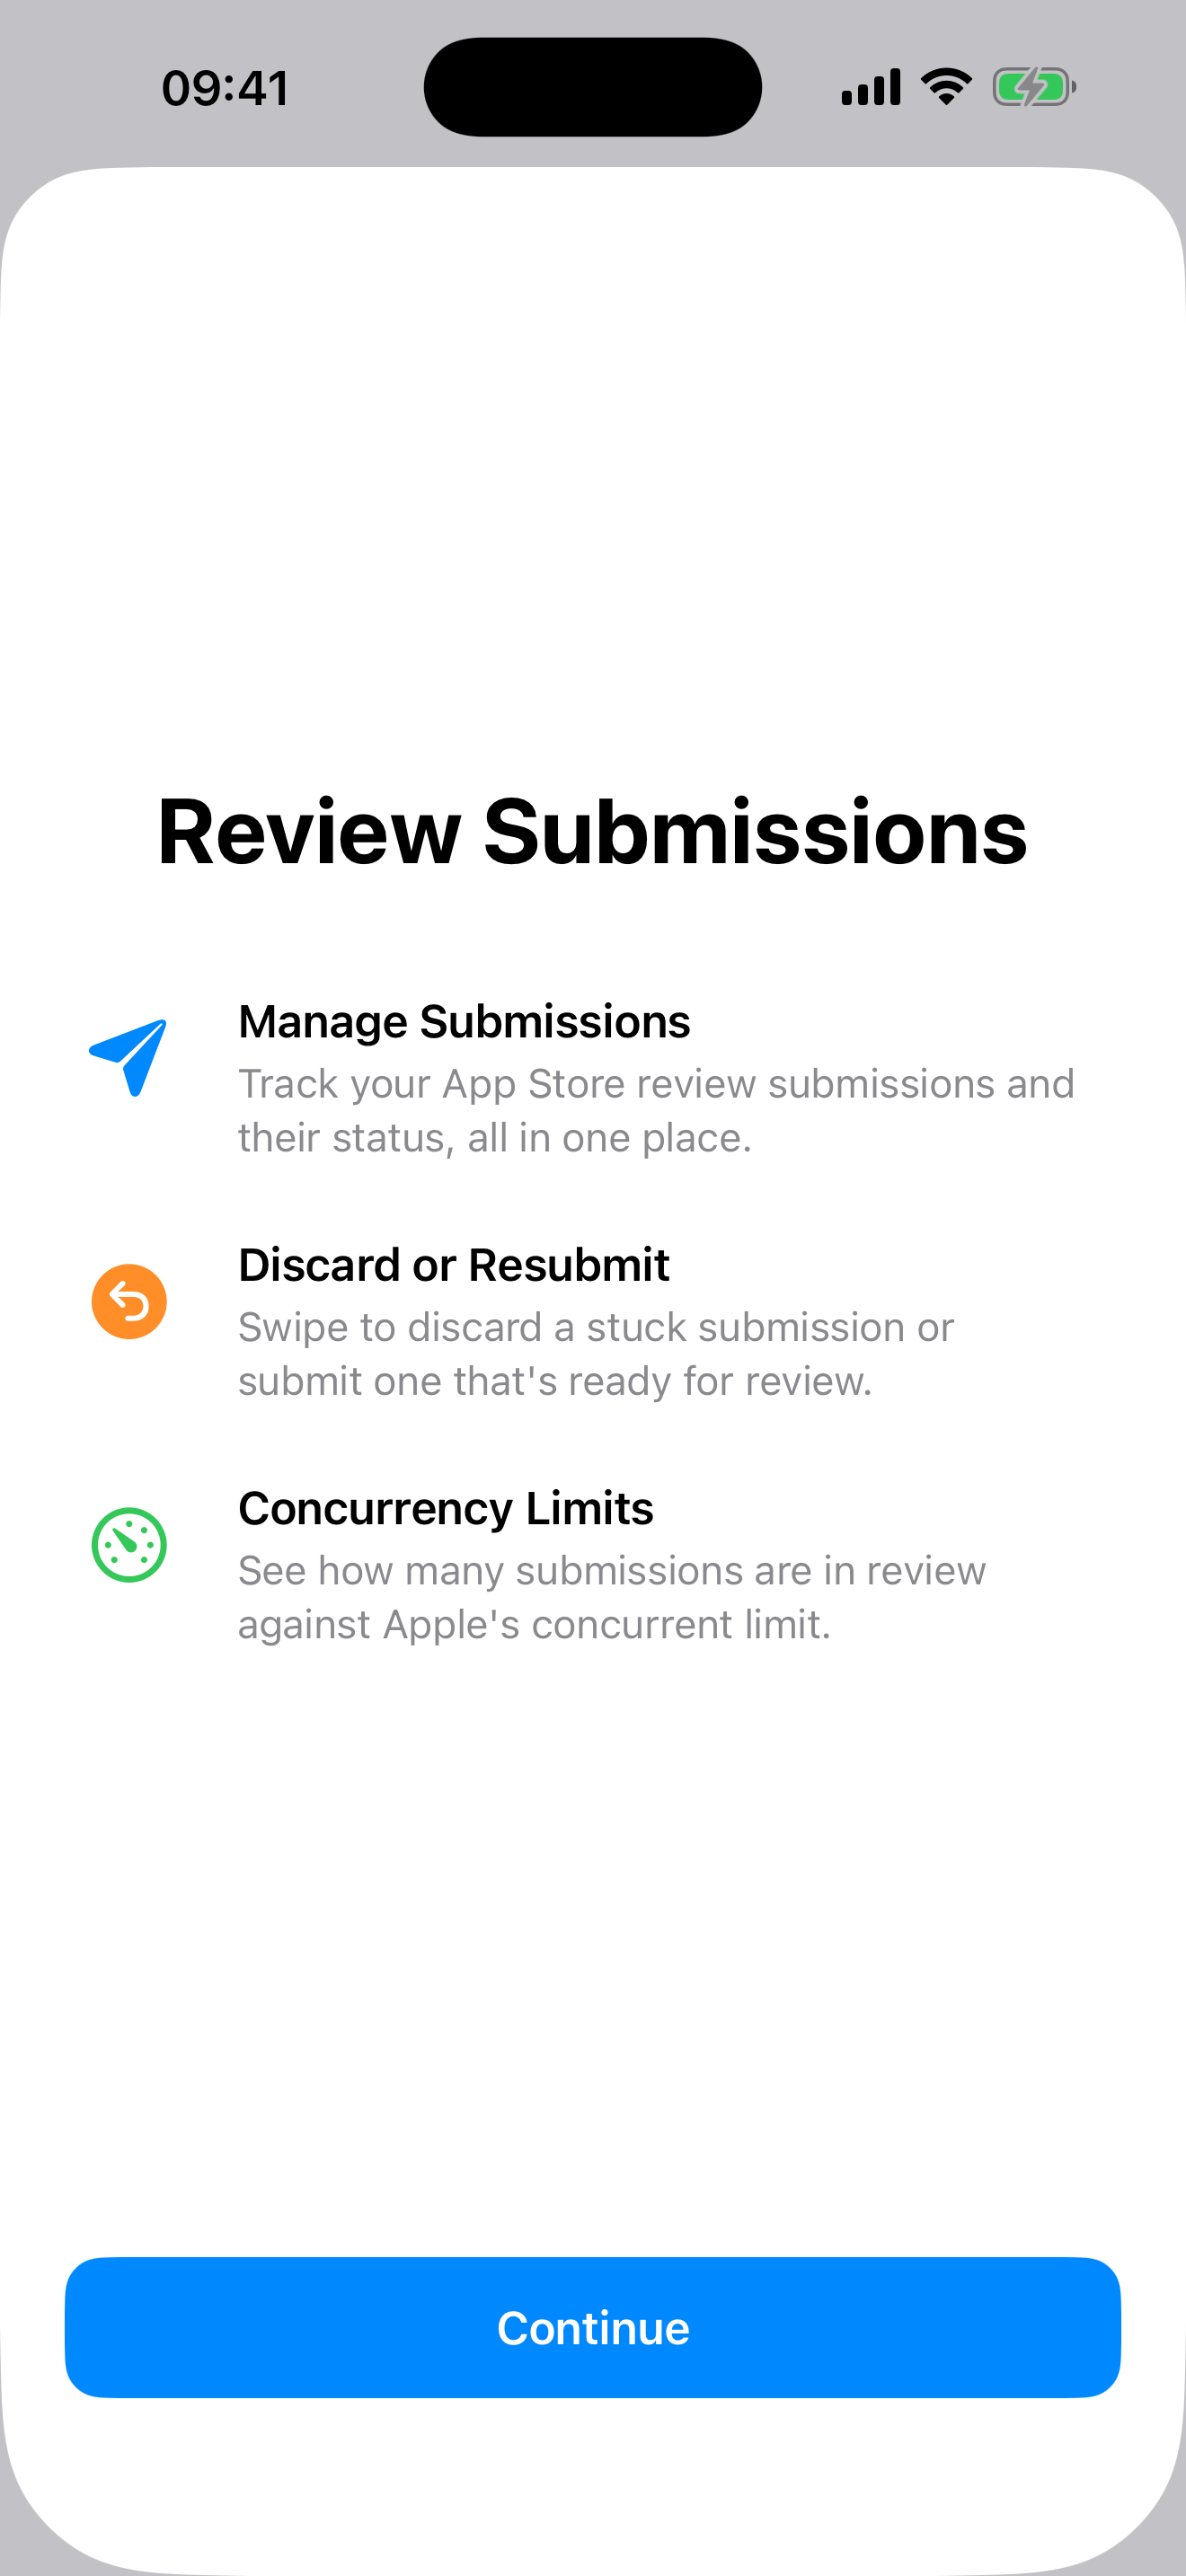 09:41
Review Submissions
Manage Submissions
Track your App Store review submissions and
their status, all in one place.
Discard or Resubmit
Swipe to discard a stuck submission or
submit one that's ready for review.
Concurrency Limits
See how many submissions are in review
against Apple's concurrent limit.
Continue